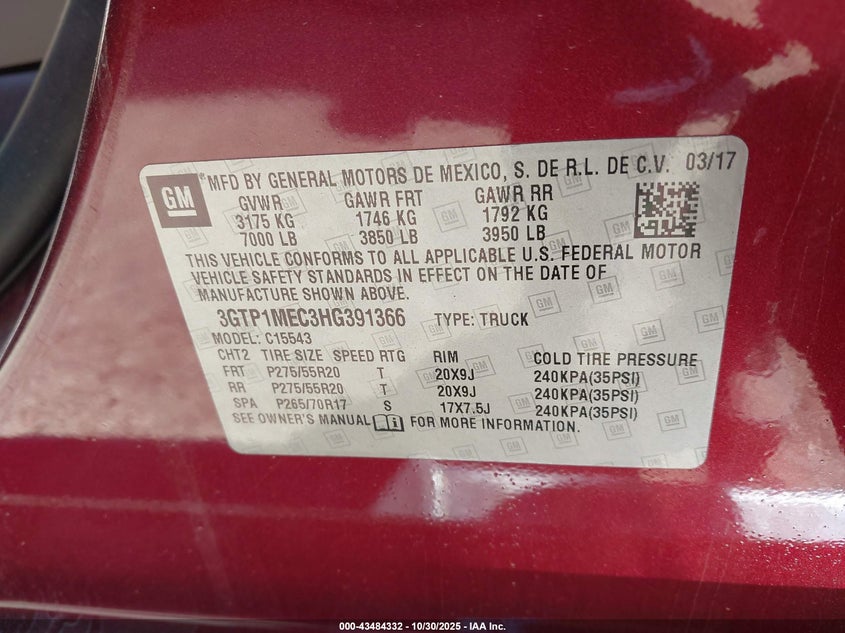 GM ® MFD BY GENERAL MOTORS DE MEXICO, S. DE R.L. DE C.V. 03/17
GVWR GAWR FRT GAWR RR
3175 KG 1746 KG 1792 KG
7000 LB 3850 LB 3950 LB
THIS VEHICLE CONFORMS TO ALL APPLICABLE U.S. FEDERAL MOTOR
VEHICLE SAFETY STANDARDS IN EFFECT ON THE DATE OF
MANUFACTURE SHOWN ABOVE.
3GTP1MEC3HG391366 TYPE: TRUCK
MODEL: C15543
CHT2 TIRE SIZE SPEED RTG RIM COLD TIRE PRESSURE
FRT P275/55R20 T 20X9J 240KPA(35PSI)
RR P275/55R20 T 20X9J 240KPA(35PSI)
SPA P265/70R17 S 17X7.5J 240KPA(35PSI)
SEE OWNER'S MANUAL FOR MORE INFORMATION.
000-43484332 | 10/30/2025 - IAA Inc.